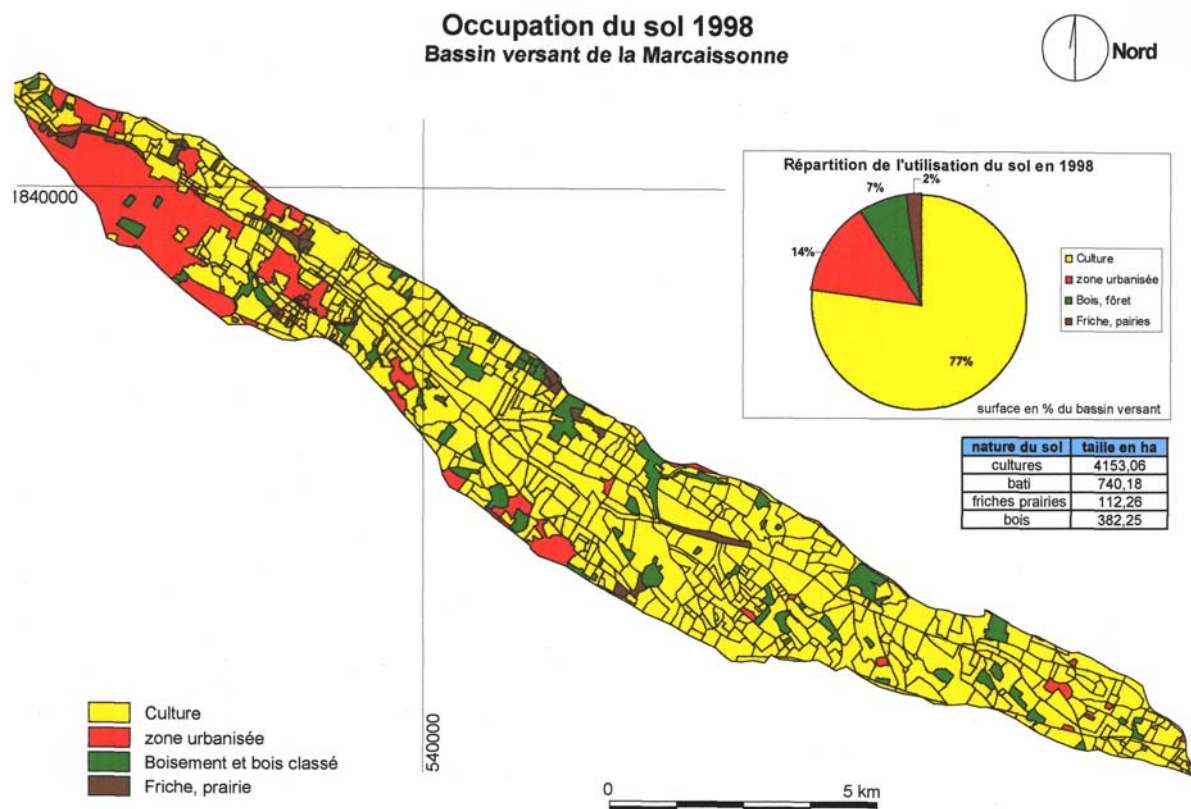 Occupation du sol 1998
Bassin versant de la Marcaissonne
Nord
1840000
540000
Répartition de l'utilisation du sol en 1998
2%
7%
14%
77%
Culture
zone urbanisée
Bois, fôret
Friche, pairies
surface en % du bassin versant
nature du sol taille en ha
cultures 4153,06
bati 740,18
friches prairies 112,26
bois 382,25
Culture
zone urbanisée
Boisement et bois classé
Friche, prairie
0 5 km